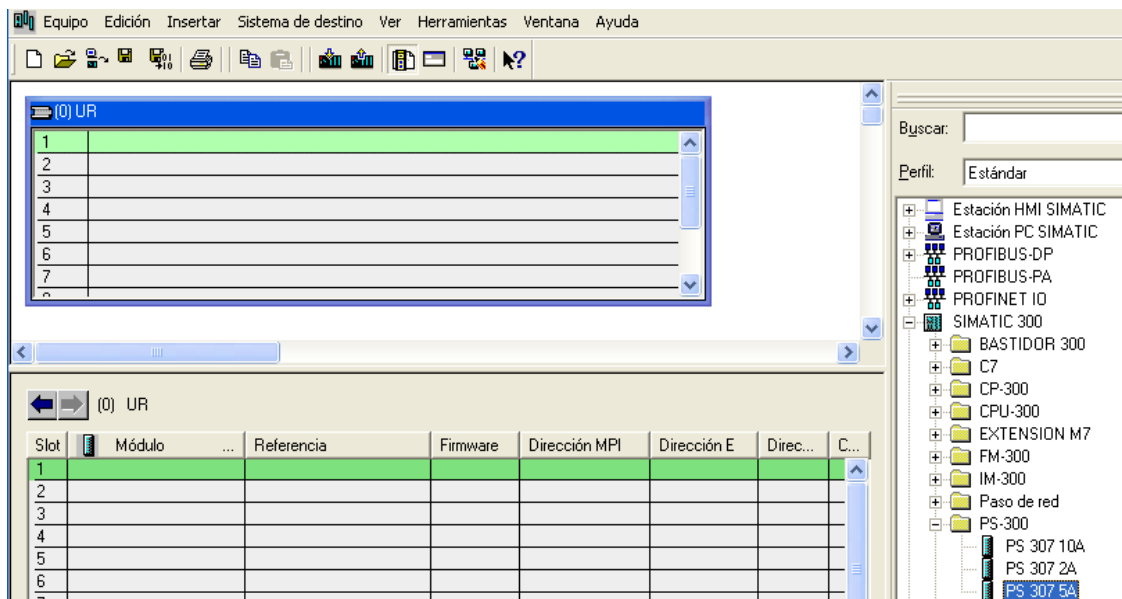 Equipo Edición Insertar Sistema de destino Ver Herramientas Ventana Ayuda
(0) UR
1
2
3
4
5
6
7
Buscar:
Perfil: Estándar
Estación HMI SIMATIC
Estación PC SIMATIC
PROFIBUS-DP
PROFIBUS-PA
PROFINET IO
SIMATIC 300
BASTIDOR 300
C7
CP-300
CPU-300
EXTENSION M7
FM-300
IM-300
Paso de red
PS-300
PS 307 10A
PS 307 2A
PS 307 5A
(0) UR
Slot Módulo ... Referencia Firmware Dirección MPI Dirección E Direc... C...
1
2
3
4
5
6